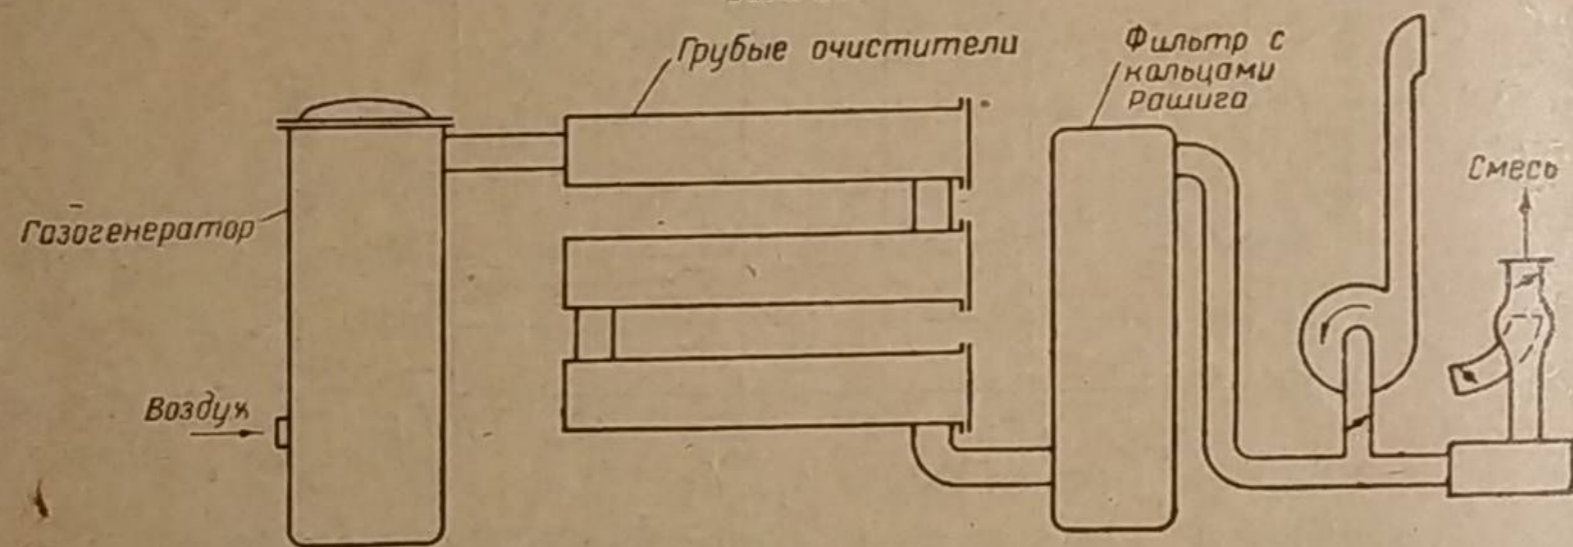 Грубые очистители
Фильтр с
кольцами
Рашига
Смесь
Газогенератор
Воздух